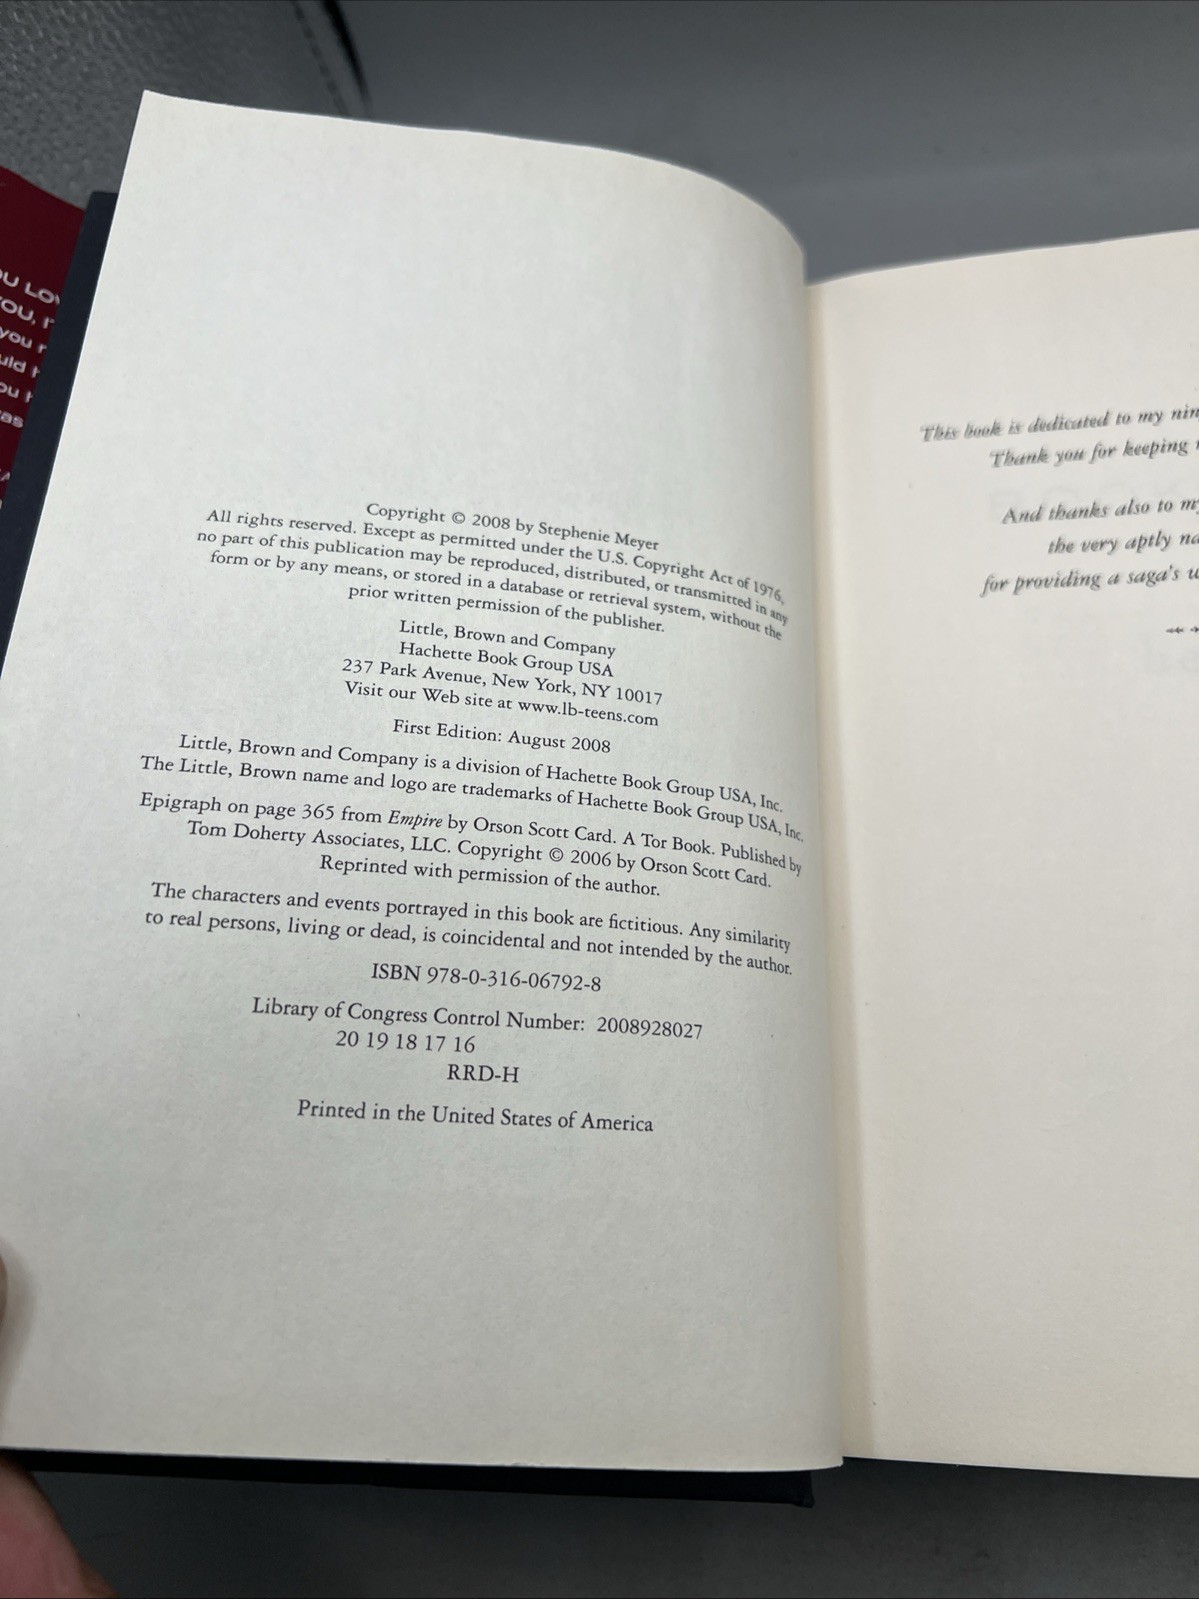 Copyright © 2008 by Stephenie Meyer
All rights reserved. Except as permitted under the U.S. Copyright Act of 1976,
no part of this publication may be reproduced, distributed, or transmitted in any
form or by any means, or stored in a database or retrieval system, without the
prior written permission of the publisher.
Little, Brown and Company
Hachette Book Group USA
237 Park Avenue, New York, NY 10017
Visit our Web site at www.lb-teens.com
First Edition: August 2008
Little, Brown and Company is a division of Hachette Book Group USA, Inc.
The Little, Brown name and logo are trademarks of Hachette Book Group USA, Inc.
Epigraph on page 365 from Empire by Orson Scott Card. A Tor Book. Published by
Tom Doherty Associates, LLC. Copyright © 2006 by Orson Scott Card.
Reprinted with permission of the author.
The characters and events portrayed in this book are fictitious. Any similarity
to real persons, living or dead, is coincidental and not intended by the author.
ISBN 978-0-316-06792-8
Library of Congress Control Number: 2008928027
20 19 18 17 16
RRD-H
Printed in the United States of America
This book is dedicated to my
Thank you for keeping
And thanks also to
the very aptly
for providing a saga's
YOU,
you